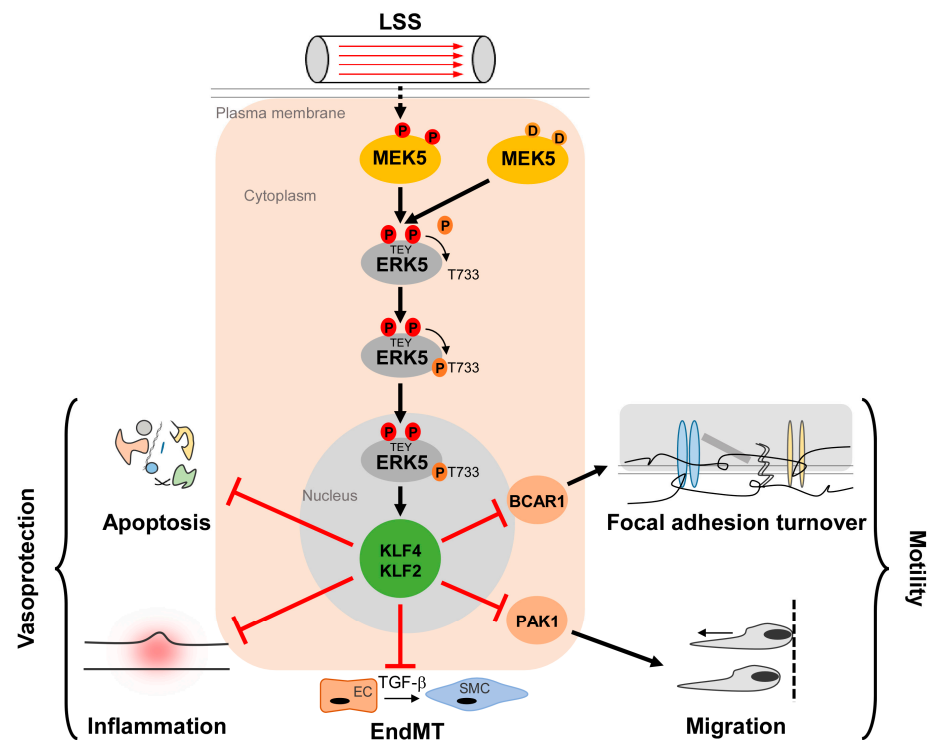 LSS
Plasma membrane
P
P
MEK5
D
D
MEK5
Cytoplasm
P
P
P
TEY
ERK5
T733
P
P
TEY
ERK5
P
T733
P
P
TEY
ERK5
P
T733
Nucleus
KLF4
KLF2
BCAR1
PAK1
Vasoprotection
Apoptosis
Inflammation
EC
TGF-β
SMC
EndMT
Focal adhesion turnover
Migration
Motility